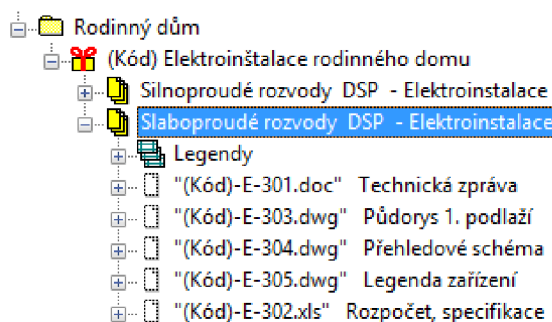 Rodinný dům
(Kód) Elektroinštalace rodinného domu
Silnoproudé rozvody DSP - Elektroinstalace
Slaboproudé rozvody DSP - Elektroinstalace
Legendy
"(Kód)-E-301.doc" Technická zpráva
"(Kód)-E-303.dwg" Půdorys 1. podlaží
"(Kód)-E-304.dwg" Přehledové schéma
"(Kód)-E-305.dwg" Legenda zařízení
"(Kód)-E-302.xls" Rozpočet, specifikace